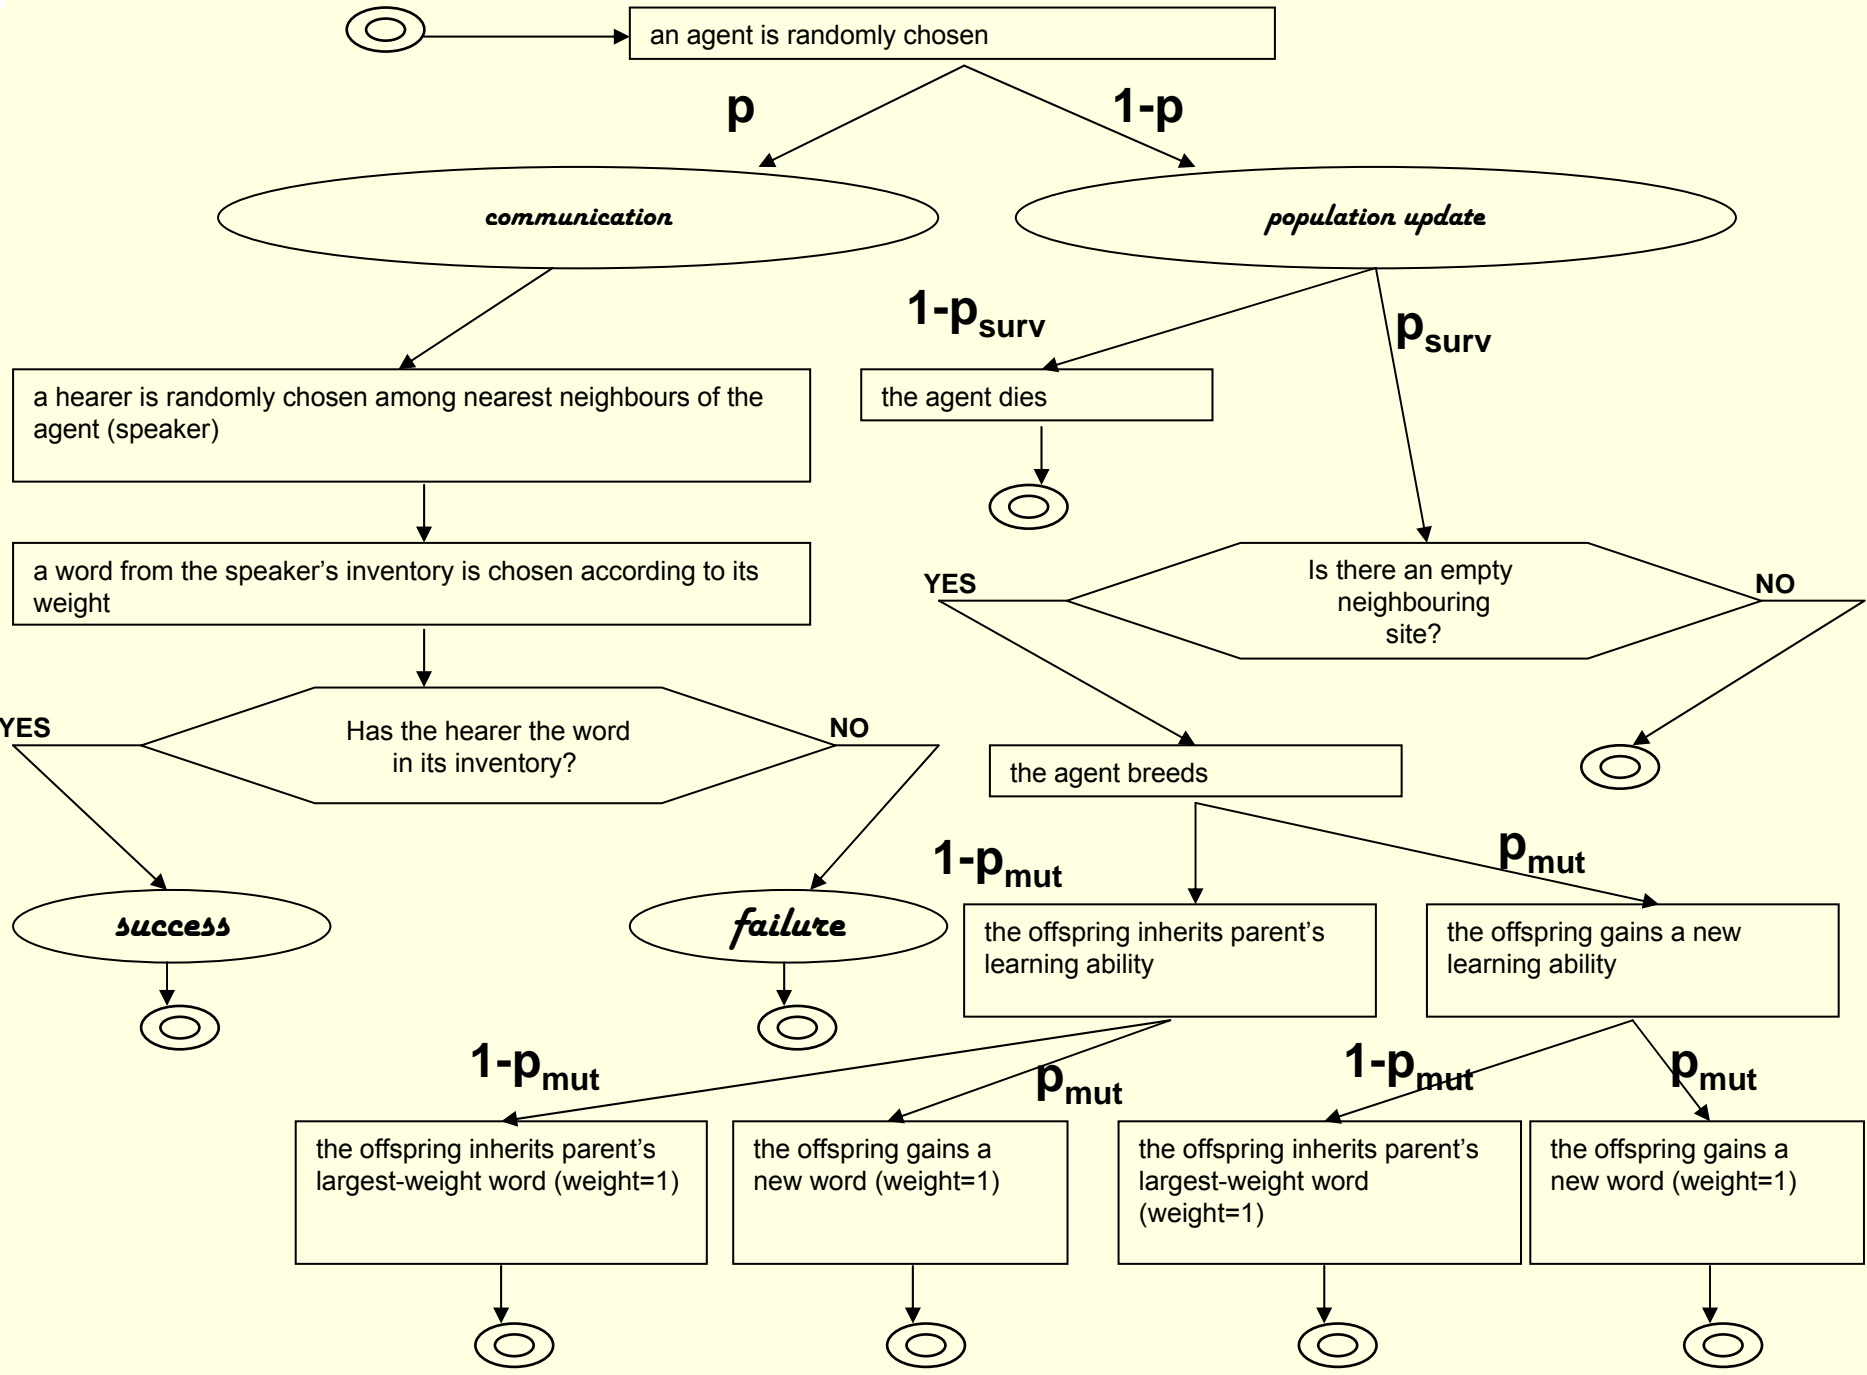 an agent is randomly chosen
p
1-p
communication
population update
1-psurv
psurv
a hearer is randomly chosen among nearest neighbours of the
agent (speaker)
the agent dies
a word from the speaker's inventory is chosen according to its
weight
YES
Is there an empty
neighbouring
site?
NO
YES
Has the hearer the word
in its inventory?
NO
the agent breeds
1-pmut
pmut
success
failure
the offspring inherits parent's
learning ability
the offspring gains a new
learning ability
1-pmut
pmut
1-pmut
pmut
the offspring inherits parent's
largest-weight word (weight=1)
the offspring gains a
new word (weight=1)
the offspring inherits parent's
largest-weight word
(weight=1)
the offspring gains a
new word (weight=1)